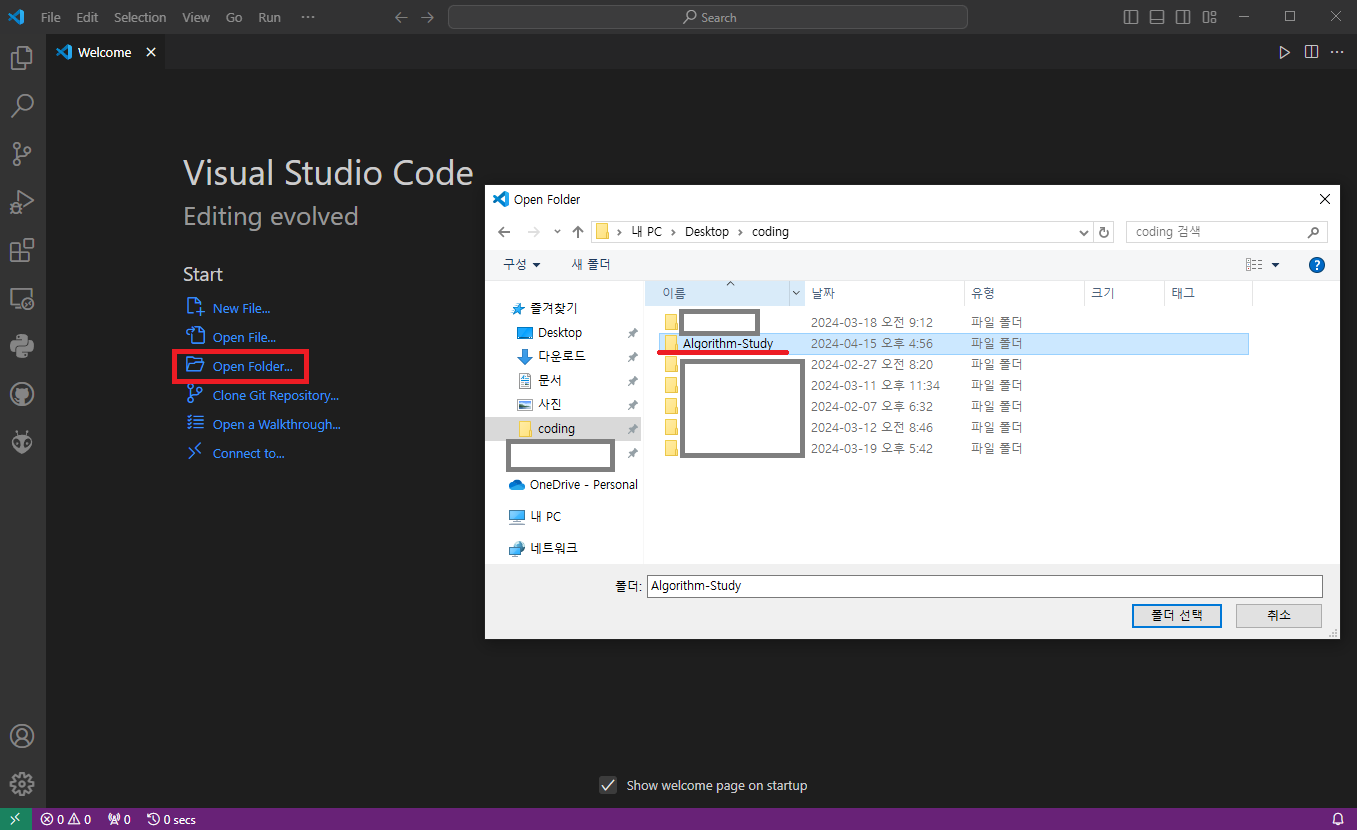 File Edit Selection View Go Run ···
Search
Welcome
Visual Studio Code
Editing evolved
Start
New File...
Open File...
Open Folder...
Clone Git Repository...
Open a Walkthrough...
Connect to...
Open Folder
내 PC > Desktop > coding
coding 검색
구성 새 폴더
즐겨찾기
Desktop
다운로드
문서
사진
coding
OneDrive - Personal
내 PC
네트워크
이름 날짜 유형 크기 태그
2024-03-18 오전 9:12 파일 폴더
Algorithm-Study 2024-04-15 오후 4:56 파일 폴더
2024-02-27 오전 8:20 파일 폴더
2024-03-11 오후 11:34 파일 폴더
2024-02-07 오후 6:32 파일 폴더
2024-03-12 오전 8:46 파일 폴더
2024-03-19 오후 5:42 파일 폴더
폴더: Algorithm-Study
폴더 선택 취소
Show welcome page on startup
0 0 0 0 secs